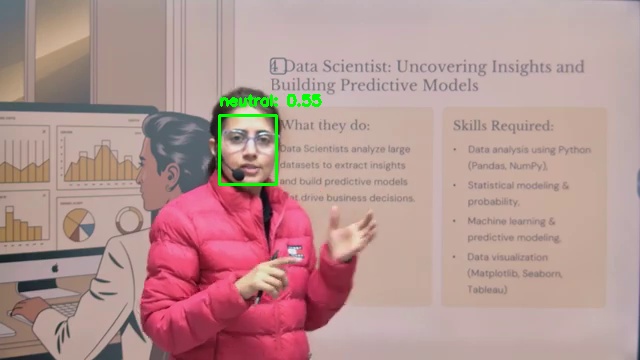 4 Data Scientist: Uncovering Insights and
Building Predictive Models
neutral: 0.55
What they do:
Data Scientists analyze large
datasets to extract insights
and build predictive models
drive business decisions.
Skills Required:
• Data analysis using Python
(Pandas, NumPy),
• Statistical modeling &
probability,
• Machine learning &
predictive modeling,
• Data visualization
(Matplotlib, Seaborn,
Tableau)